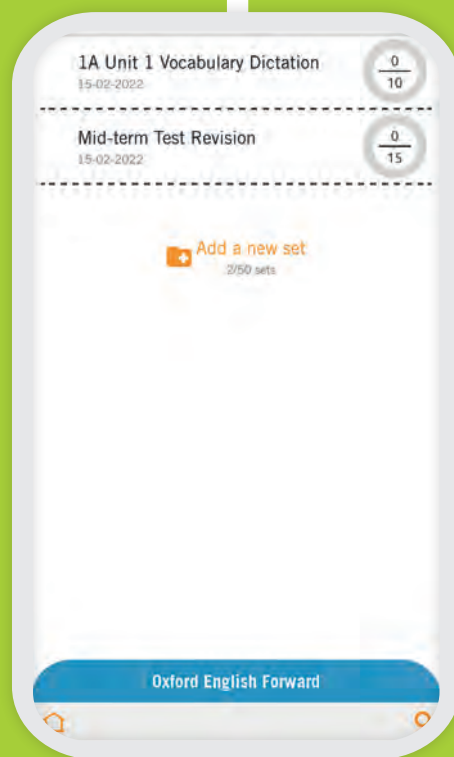 1A Unit 1 Vocabulary Dictation
15-02-2022
0
10
Mid-term Test Revision
15-02-2022
0
15
Add a new set
2/50 sets
Oxford English Forward